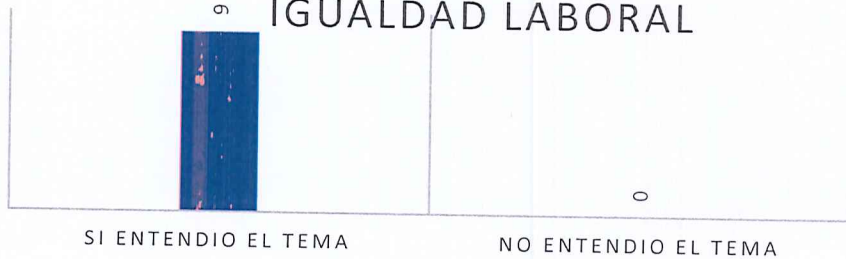 IGUALDAD LABORAL
9
0
SI ENTENDIO EL TEMA
NO ENTENDIO EL TEMA